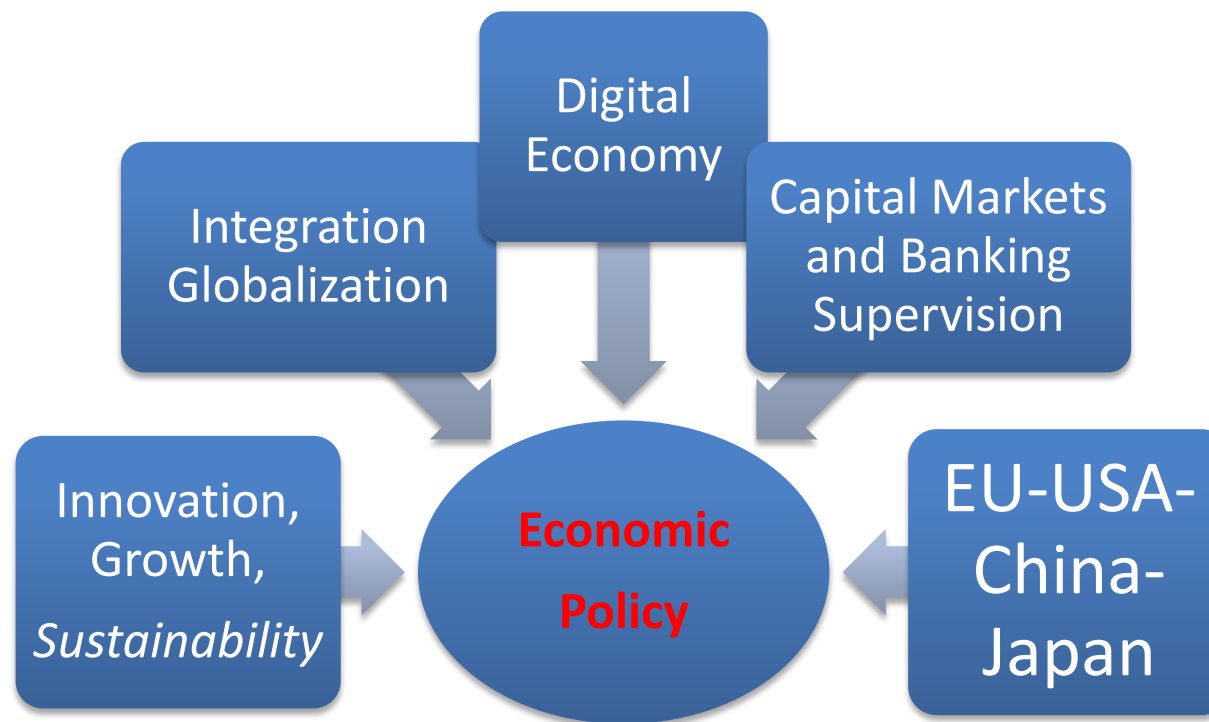 Digital
Economy
Integration
Globalization
Capital Markets
and Banking
Supervision
Innovation,
Growth,
Sustainability
Economic
Policy
EU-USA-
China-
Japan